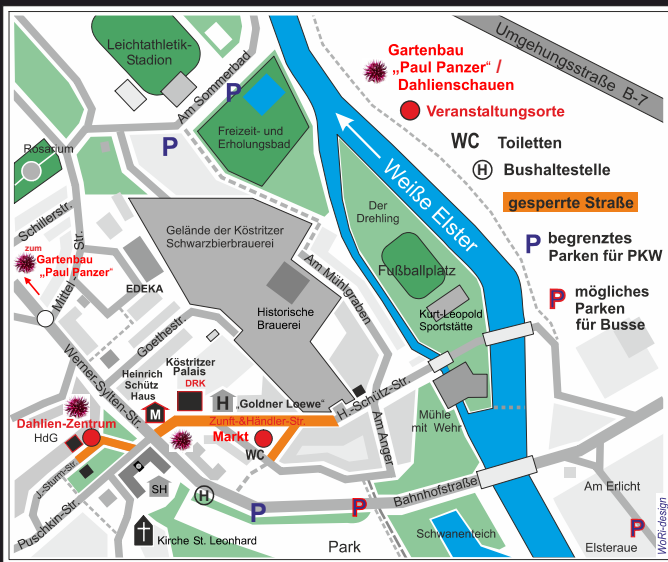 Leichtathletik-
Stadion
Am Sommerbad
P
Freizeit- und
Erholungsbad
P
Rosarium
Schillerstr.
Mittel-Str.
zum
Gartenbau
„Paul Panzer“
Gelände der Köstritzer
Schwarzbierbrauerei
EDEKA
Historische
Brauerei
Am Mühlgraben
Der
Drehling
Fußballplatz
Kurt-Leopold
Sportstätte
Weiße Elster
Umgehungsstraße B-7
Gartenbau
„Paul Panzer“ /
Dahlienschauen
Veranstaltungsorte
WC Toiletten
H Bushaltestelle
gesperrte Straße
P begrenztes
Parken für PKW
P mögliches
Parken
für Busse
Goethestr.
Werner-Sylten-Str.
Heinrich
Schütz
Haus
M
Köstritzer
Palais
DRK
H „Goldner Loewe“
Zunft-&Händler-Str.
H.-Schütz-Str.
Markt
WC
Am Anger
Mühle
mit Wehr
Dahlien-Zentrum
HdG
J.-Sturm-Str.
Puschkin-Str.
SH
H
P
P
Bahnhofstraße
Kirche St. Leonhard
Park
Schwanenteich
Am Erlicht
P
Elsteraue
WoRi-design